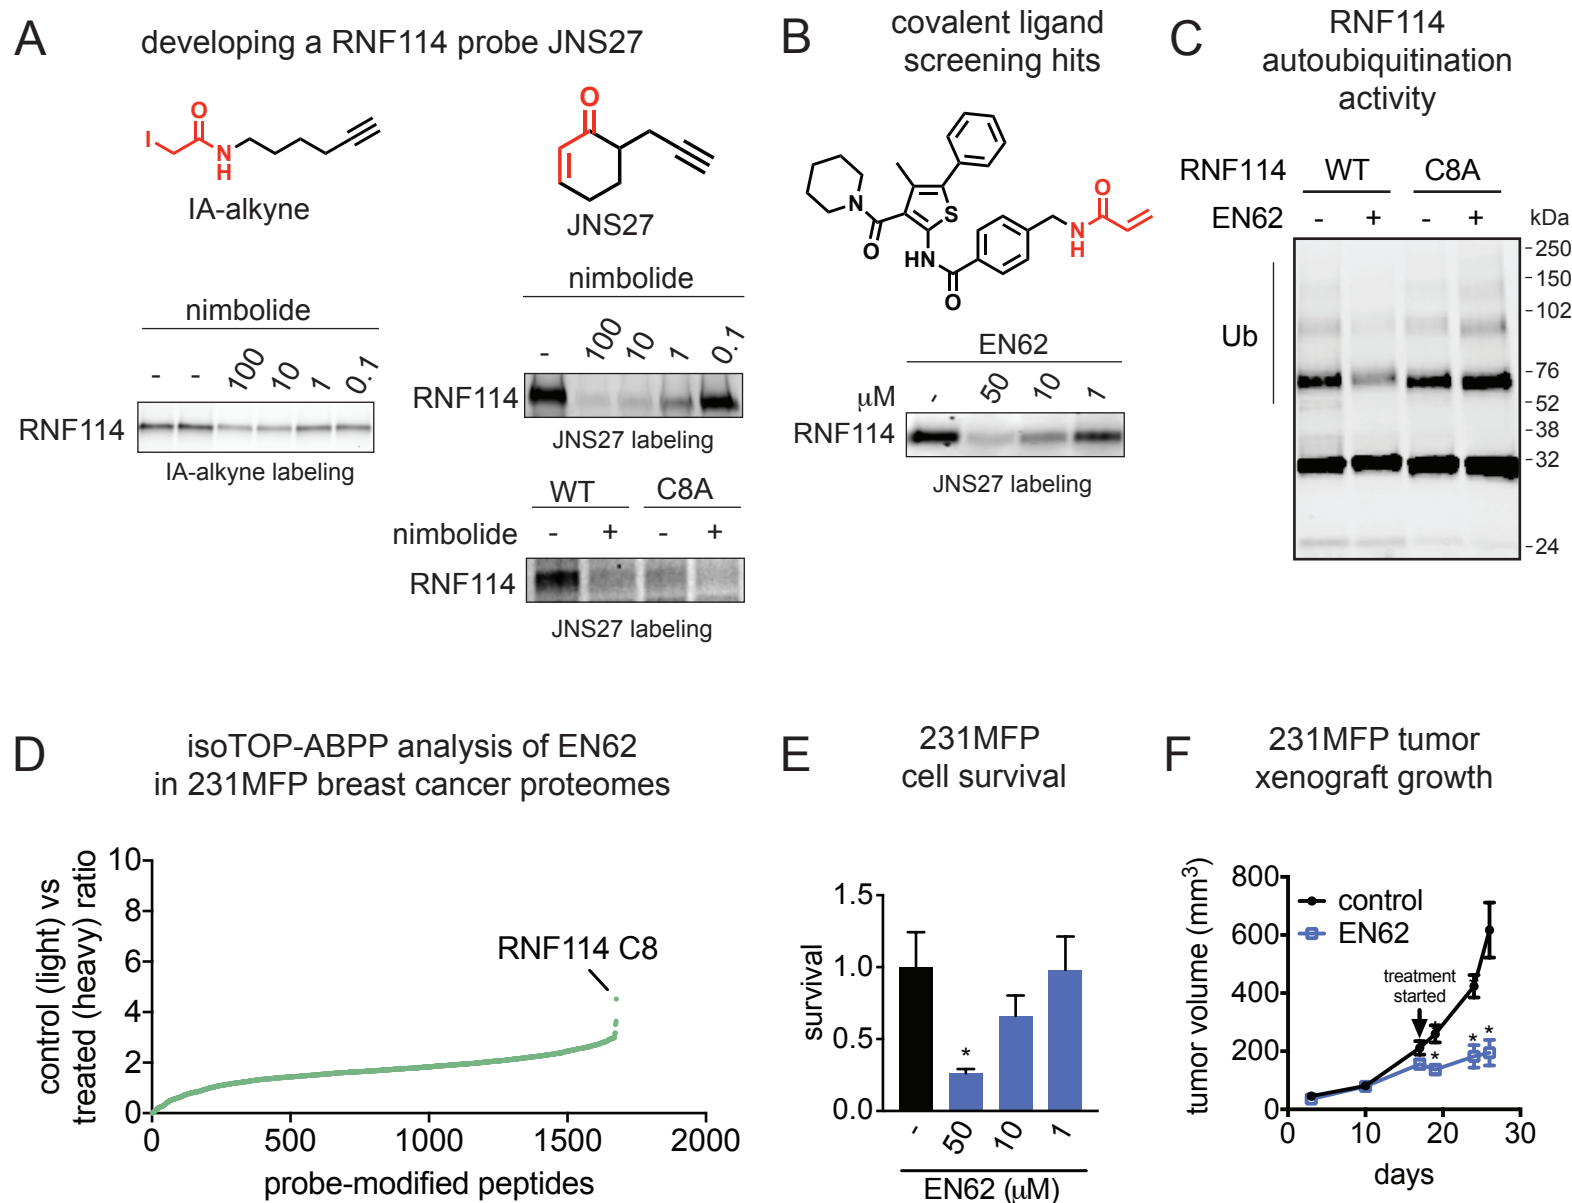 A
developing a RNF114 probe JNS27
I
O
N
H
IA-alkyne
O
JNS27
nimbolide
- - 100 10 1 0.1
RNF114
IA-alkyne labeling
nimbolide
- 100 10 1 0.1
RNF114
JNS27 labeling
WT C8A
nimbolide - + - +
RNF114
JNS27 labeling
B
covalent ligand
screening hits
N
O
S
HN
O
N
H
O
EN62
μM - 50 10 1
RNF114
JNS27 labeling
C
RNF114
autoubiquitination
activity
RNF114 WT C8A
EN62 - + - + kDa
Ub
-250
-150
-102
-76
-52
-38
-32
-24
D
isoTOP-ABPP analysis of EN62
in 231MFP breast cancer proteomes
control (light) vs
treated (heavy) ratio
10
8
6
4
2
0
RNF114 C8
0 500 1000 1500 2000
probe-modified peptides
E
231MFP
cell survival
survival
1.5
1.0
0.5
0.0
*
- 50 10 1
EN62 (μM)
F
231MFP tumor
xenograft growth
tumor volume (mm³)
800
600
400
200
0
control
EN62
treatment
started
* * *
0 10 20 30
days